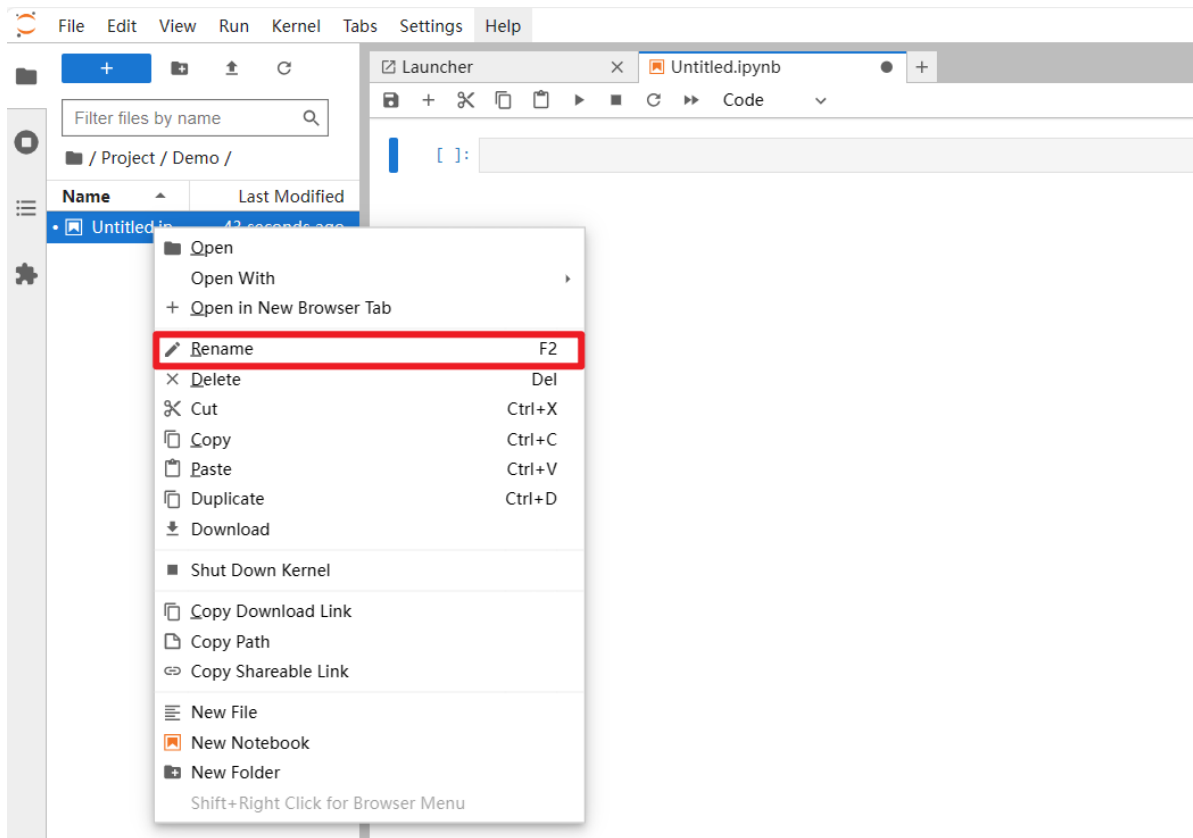 File Edit View Run Kernel Tabs Settings Help
+ Launcher × Untitled.ipynb +
Filter files by name
+ Code
/ Project / Demo /
[ ]:
Name Last Modified
Untitled.ip 42 seconds ago
Open
Open With
+ Open in New Browser Tab
Rename F2
Delete Del
Cut Ctrl+X
Copy Ctrl+C
Paste Ctrl+V
Duplicate Ctrl+D
Download
Shut Down Kernel
Copy Download Link
Copy Path
Copy Shareable Link
New File
New Notebook
New Folder
Shift+Right Click for Browser Menu